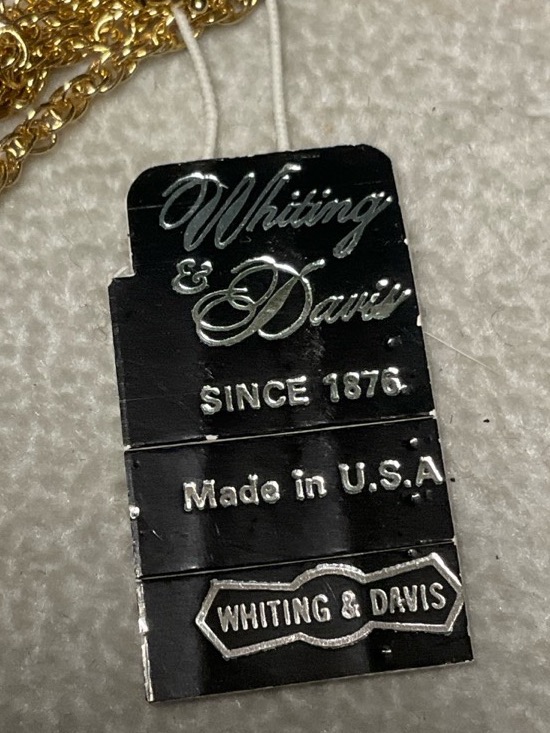 Whiting
& Davis
SINCE 1876
Made in U.S.A
WHITING & DAVIS